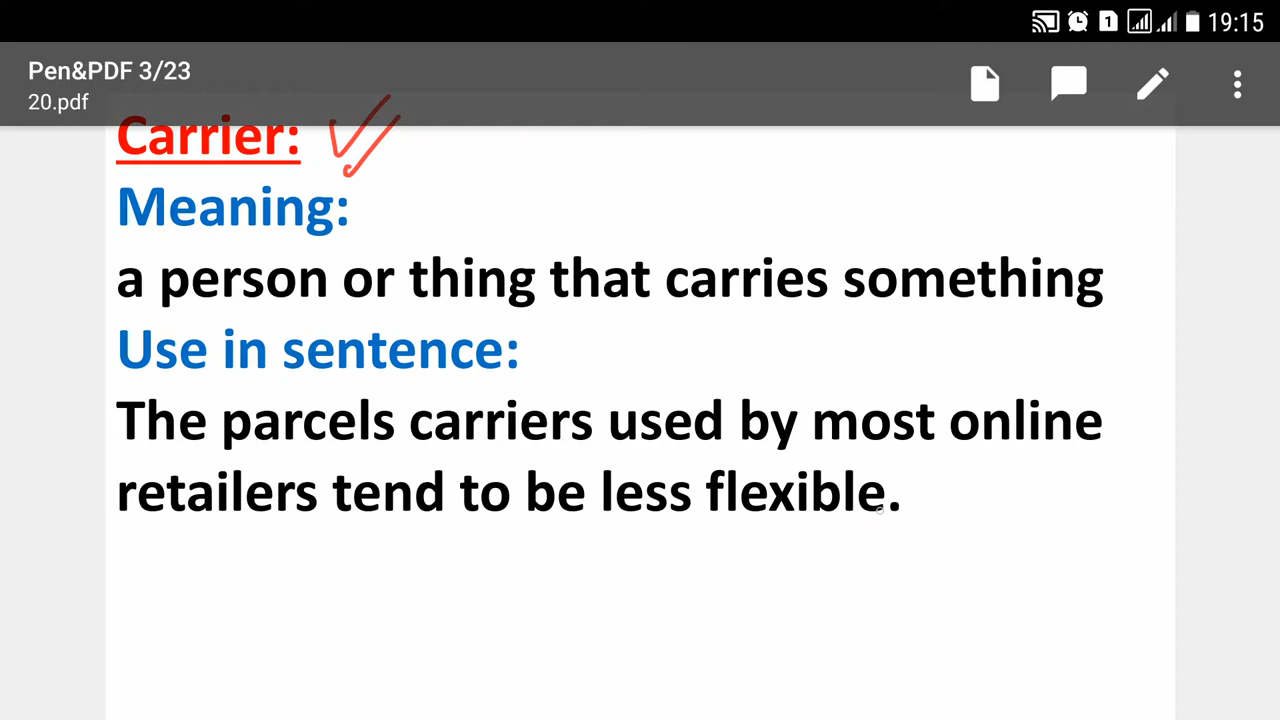 1 19:15
Pen&PDF 3/23
20.pdf
Carrier:
Meaning:
a person or thing that carries something
Use in sentence:
The parcels carriers used by most online
retailers tend to be less flexible.